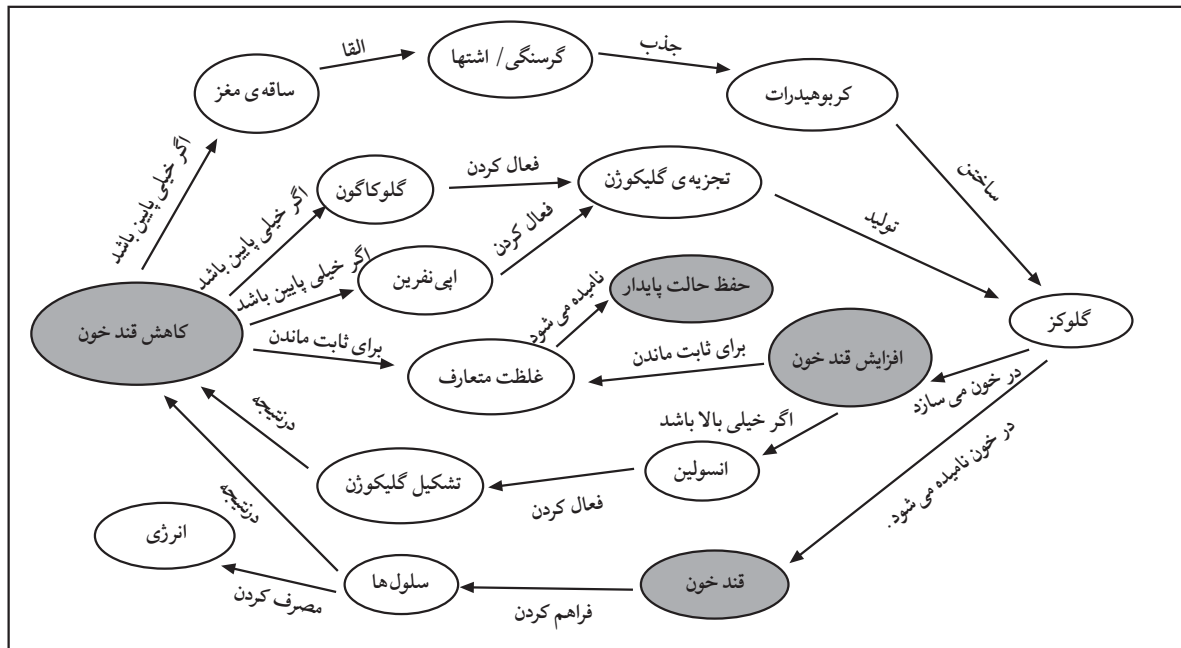 گرسنگی/ اشتها
جذب
القا
ساقه‌ی مغز
کربوهیدرات
اگر خیلی پایین باشد
ساختن
فعال کردن
تجزیه‌ی گلیکوژن
گلوکاگون
اگر خیلی پایین باشد
فعال کردن
تولید
اپی‌نفرین
اگر خیلی پایین باشد
نامیده می شود
حفظ حالت پایدار
گلوکز
کاهش قند خون
برای ثابت ماندن
غلظت متعارف
برای ثابت ماندن
افزایش قند خون
در خون می سازد
درنتیجه
اگر خیلی بالا باشد
در خون نامیده می شود.
انسولین
تشکیل گلیکوژن
فعال کردن
درنتیجه
انرژی
مصرف کردن
سلول‌ها
فراهم کردن
قند خون